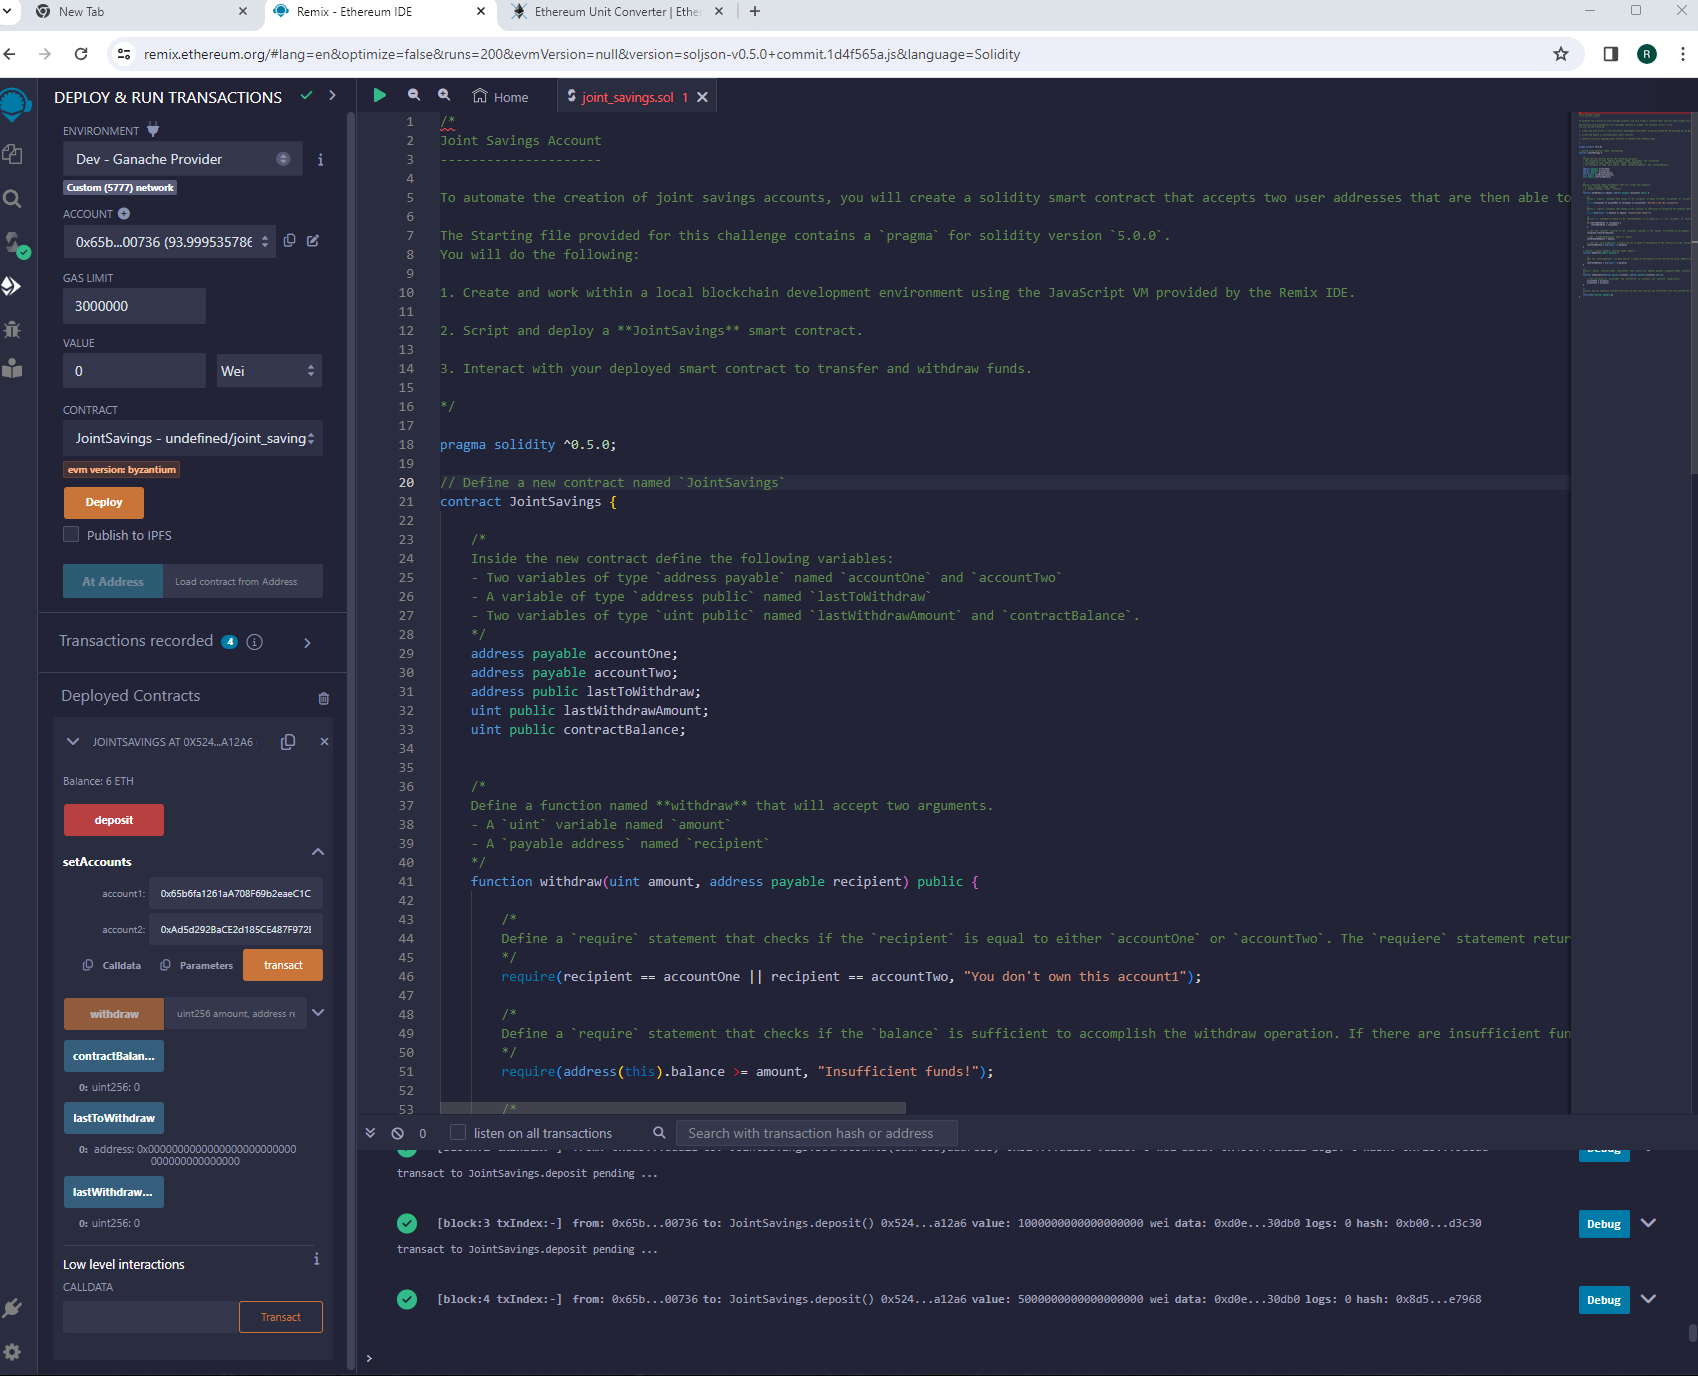 New Tab
Remix - Ethereum IDE
Ethereum Unit Converter | Ethe
remix.ethereum.org/#lang=en&optimize=false&runs=200&evmVersion=null&version=soljson-v0.5.0+commit.1d4f565a.js&language=Solidity
R
DEPLOY & RUN TRANSACTIONS
ENVIRONMENT
Dev - Ganache Provider
Custom (5777) network
ACCOUNT
0x65b...00736 (93.999535786
GAS LIMIT
3000000
VALUE
0
Wei
CONTRACT
JointSavings - undefined/joint_saving
evm version: byzantium
Deploy
Publish to IPFS
At Address
Load contract from Address
Transactions recorded 4
Deployed Contracts
JOINTSAVINGS AT 0X524...A12A6
Balance: 6 ETH
deposit
setAccounts
account1: 0x65b6fa1261aA708F69b2eaeC1C
account2: 0xAd5d292BaCE2d185CE487F972E
Calldata
Parameters
transact
withdraw
uint256 amount, address re
contractBalan...
0: uint256: 0
lastToWithdraw
0: address: 0x0000000000000000000000000
000000000000000
lastWithdraw...
0: uint256: 0
Low level interactions
CALLDATA
Transact
Home
joint_savings.sol 1
1 /*
2 Joint Savings Account
3 ---------------------
4
5 To automate the creation of joint savings accounts, you will create a solidity smart contract that accepts two user addresses that are then able to
6
7 The Starting file provided for this challenge contains a `pragma` for solidity version `5.0.0`.
8 You will do the following:
9
10 1. Create and work within a local blockchain development environment using the JavaScript VM provided by the Remix IDE.
11
12 2. Script and deploy a **JointSavings** smart contract.
13
14 3. Interact with your deployed smart contract to transfer and withdraw funds.
15
16 */
17
18 pragma solidity ^0.5.0;
19
20 // Define a new contract named `JointSavings`
21 contract JointSavings {
22
23 /*
24 Inside the new contract define the following variables:
25 - Two variables of type `address payable` named `accountOne` and `accountTwo`
26 - A variable of type `address public` named `lastToWithdraw`
27 - Two variables of type `uint public` named `lastWithdrawAmount` and `contractBalance`.
28 */
29 address payable accountOne;
30 address payable accountTwo;
31 address public lastToWithdraw;
32 uint public lastWithdrawAmount;
33 uint public contractBalance;
34
35
36 /*
37 Define a function named **withdraw** that will accept two arguments.
38 - A `uint` variable named `amount`
39 - A `payable address` named `recipient`
40 */
41 function withdraw(uint amount, address payable recipient) public {
42
43 /*
44 Define a `require` statement that checks if the `recipient` is equal to either `accountOne` or `accountTwo`. The `requiere` statement retur
45 */
46 require(recipient == accountOne || recipient == accountTwo, "You don't own this account1");
47
48 /*
49 Define a `require` statement that checks if the `balance` is sufficient to accomplish the withdraw operation. If there are insufficient fun
50 */
51 require(address(this).balance >= amount, "Insufficient funds!");
52
53 /*
0
listen on all transactions
Search with transaction hash or address
transact to JointSavings.deposit pending ...
[block:3 txIndex:-] from: 0x65b...00736 to: JointSavings.deposit() 0x524...a12a6 value: 1000000000000000000 wei data: 0xd0e...30db0 logs: 0 hash: 0xb00...d3c30
Debug
transact to JointSavings.deposit pending ...
[block:4 txIndex:-] from: 0x65b...00736 to: JointSavings.deposit() 0x524...a12a6 value: 5000000000000000000 wei data: 0xd0e...30db0 logs: 0 hash: 0x8d5...e7968
Debug
>